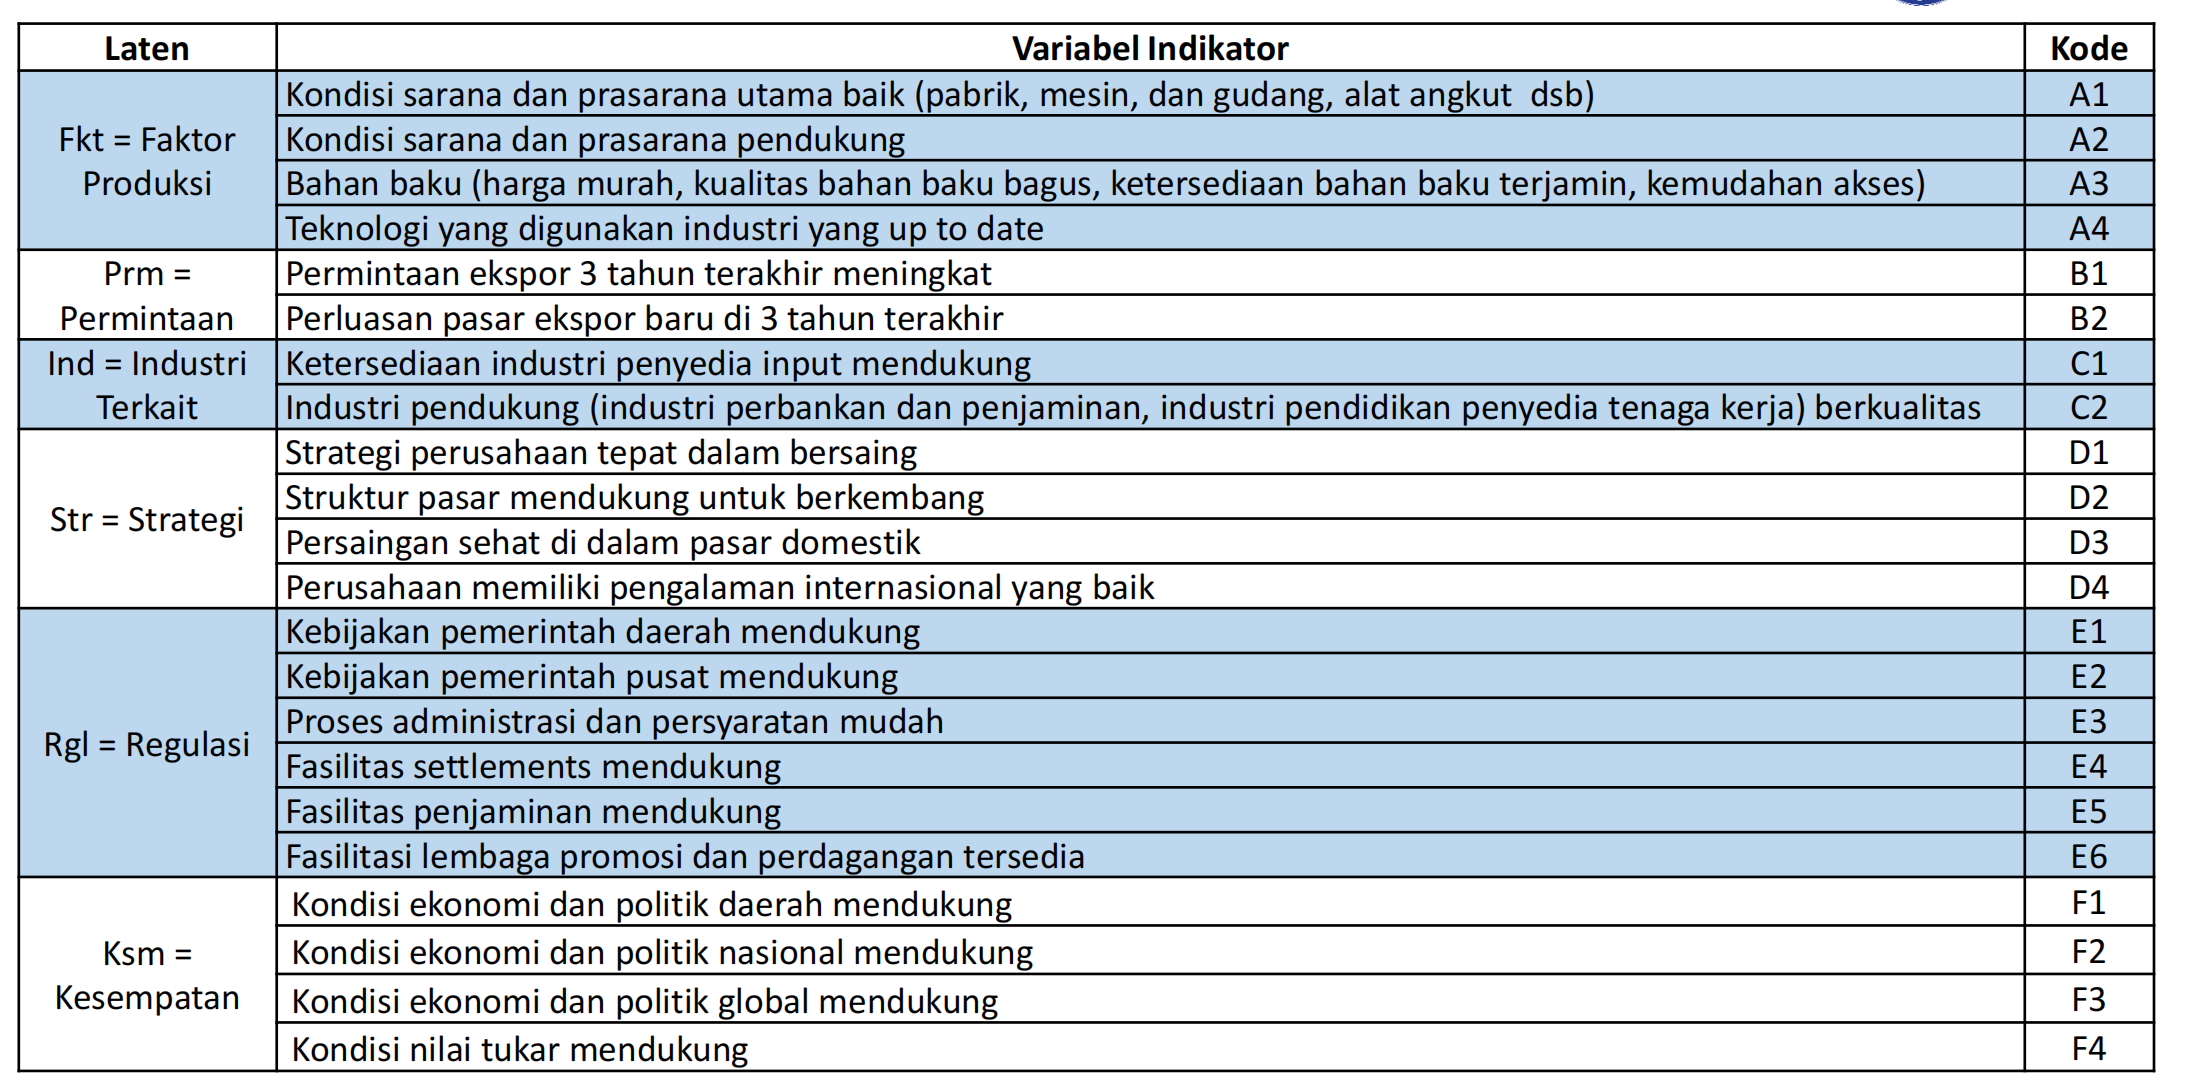 Laten Variabel Indikator Kode
Fkt = Faktor
Produksi
Kondisi sarana dan prasarana utama baik (pabrik, mesin, dan gudang, alat angkut dsb) A1
Kondisi sarana dan prasarana pendukung A2
Bahan baku (harga murah, kualitas bahan baku bagus, ketersediaan bahan baku terjamin, kemudahan akses) A3
Teknologi yang digunakan industri yang up to date A4
Prm =
Permintaan
Permintaan ekspor 3 tahun terakhir meningkat B1
Perluasan pasar ekspor baru di 3 tahun terakhir B2
Ind = Industri
Terkait
Ketersediaan industri penyedia input mendukung C1
Industri pendukung (industri perbankan dan penjaminan, industri pendidikan penyedia tenaga kerja) berkualitas C2
Str = Strategi
Strategi perusahaan tepat dalam bersaing D1
Struktur pasar mendukung untuk berkembang D2
Persaingan sehat di dalam pasar domestik D3
Perusahaan memiliki pengalaman internasional yang baik D4
Rgl = Regulasi
Kebijakan pemerintah daerah mendukung E1
Kebijakan pemerintah pusat mendukung E2
Proses administrasi dan persyaratan mudah E3
Fasilitas settlements mendukung E4
Fasilitas penjaminan mendukung E5
Fasilitasi lembaga promosi dan perdagangan tersedia E6
Ksm =
Kesempatan
Kondisi ekonomi dan politik daerah mendukung F1
Kondisi ekonomi dan politik nasional mendukung F2
Kondisi ekonomi dan politik global mendukung F3
Kondisi nilai tukar mendukung F4